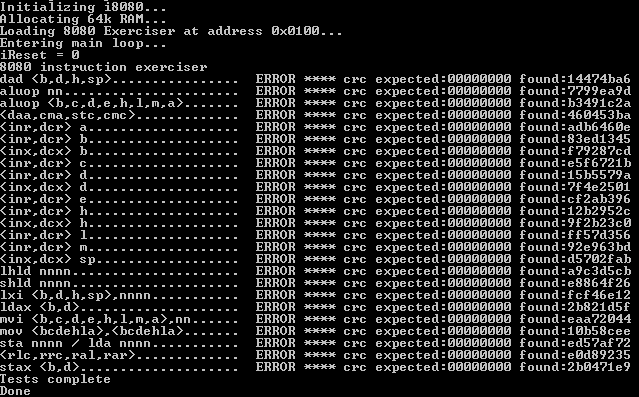 Initializing i8080...
Allocating 64k RAM...
Loading 8080 Exerciser at address 0x0100...
Entering main loop...
iReset = 0
8080 instruction exerciser
dad <b,d,h,sp>................  ERROR **** crc expected:00000000 found:14474ba6
aluop nn......................  ERROR **** crc expected:00000000 found:7799ea9d
aluop <b,c,d,e,h,l,m,a>.......  ERROR **** crc expected:00000000 found:b3491c2a
<daa,cma,stc,cmc>.............  ERROR **** crc expected:00000000 found:460453ba
<inr,dcr> a...................  ERROR **** crc expected:00000000 found:adb6460e
<inr,dcr> b...................  ERROR **** crc expected:00000000 found:83ed1345
<inx,dcx> b...................  ERROR **** crc expected:00000000 found:f79287cd
<inr,dcr> c...................  ERROR **** crc expected:00000000 found:e5f6721b
<inr,dcr> d...................  ERROR **** crc expected:00000000 found:15b5579a
<inx,dcx> d...................  ERROR **** crc expected:00000000 found:7f4e2501
<inr,dcr> e...................  ERROR **** crc expected:00000000 found:cf2ab396
<inr,dcr> h...................  ERROR **** crc expected:00000000 found:12b2952c
<inx,dcx> h...................  ERROR **** crc expected:00000000 found:9f2b23c0
<inr,dcr> l...................  ERROR **** crc expected:00000000 found:ff57d356
<inr,dcr> m...................  ERROR **** crc expected:00000000 found:92e963bd
<inx,dcx> sp..................  ERROR **** crc expected:00000000 found:d5702fab
lhld nnnn.....................  ERROR **** crc expected:00000000 found:a9c3d5cb
shld nnnn.....................  ERROR **** crc expected:00000000 found:e8864f26
lxi <b,d,h,sp>,nnnn...........  ERROR **** crc expected:00000000 found:fcf46e12
ldax <b,d>....................  ERROR **** crc expected:00000000 found:2b821d5f
mvi <b,c,d,e,h,l,m,a>,nn......  ERROR **** crc expected:00000000 found:eaa72044
mov <bcdehla>,<bcdehla>.......  ERROR **** crc expected:00000000 found:10b58cee
sta nnnn / lda nnnn...........  ERROR **** crc expected:00000000 found:ed57af72
<rlc,rrc,ral,rar>.............  ERROR **** crc expected:00000000 found:e0d89235
stax <b,d>....................  ERROR **** crc expected:00000000 found:2b0471e9
Tests complete
Done